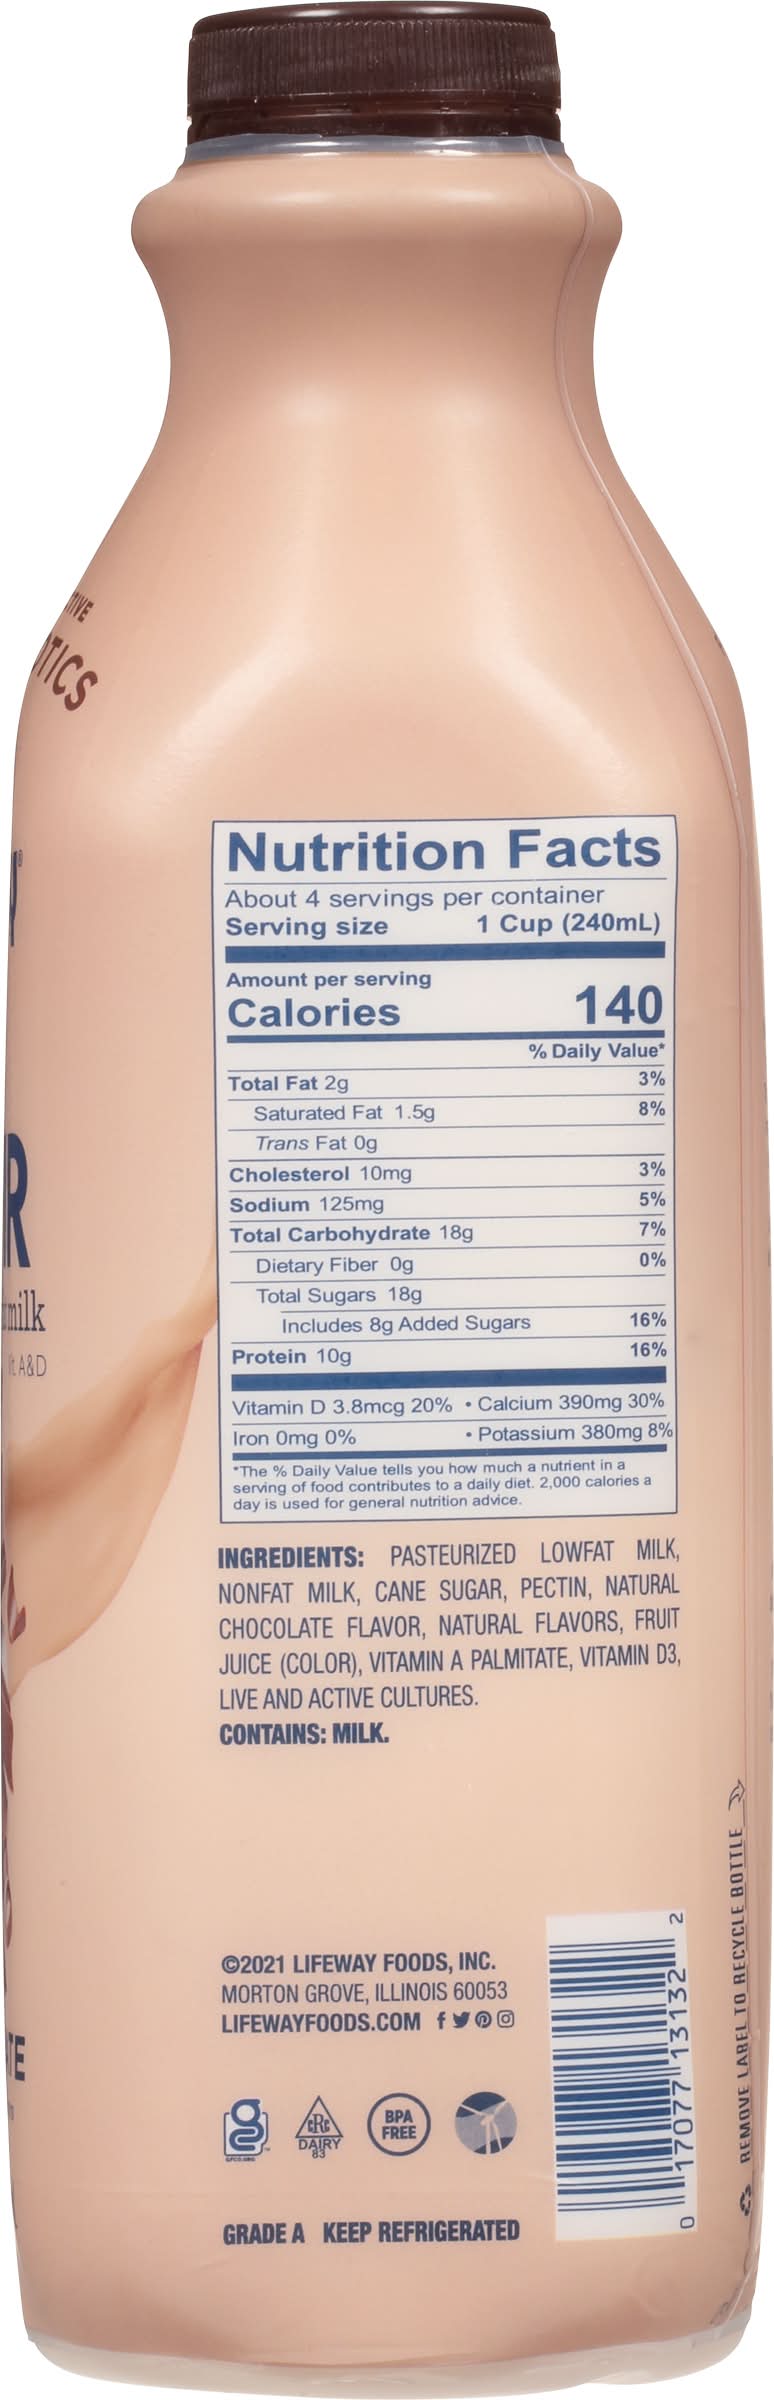 Nutrition Facts
About 4 servings per container
Serving size 1 Cup (240mL)
Amount per serving
Calories 140
% Daily Value*
Total Fat 2g 3%
Saturated Fat 1.5g 8%
Trans Fat 0g
Cholesterol 10mg 3%
Sodium 125mg 5%
Total Carbohydrate 18g 7%
Dietary Fiber 0g 0%
Total Sugars 18g
Includes 8g Added Sugars 16%
Protein 10g 16%
Vitamin D 3.8mcg 20% • Calcium 390mg 30%
Iron 0mg 0% • Potassium 380mg 8%
*The % Daily Value tells you how much a nutrient in a
serving of food contributes to a daily diet. 2,000 calories a
day is used for general nutrition advice.
INGREDIENTS: PASTEURIZED LOWFAT MILK,
NONFAT MILK, CANE SUGAR, PECTIN, NATURAL
CHOCOLATE FLAVOR, NATURAL FLAVORS, FRUIT
JUICE (COLOR), VITAMIN A PALMITATE, VITAMIN D3,
LIVE AND ACTIVE CULTURES.
CONTAINS: MILK.
©2021 LIFEWAY FOODS, INC.
MORTON GROVE, ILLINOIS 60053
LIFEWAYFOODS.COM
GFCO.ORG
CRC
DAIRY
83
BPA
FREE
GRADE A KEEP REFRIGERATED
0 17077 13132 2
REMOVE LABEL TO RECYCLE BOTTLE
milk
A&D